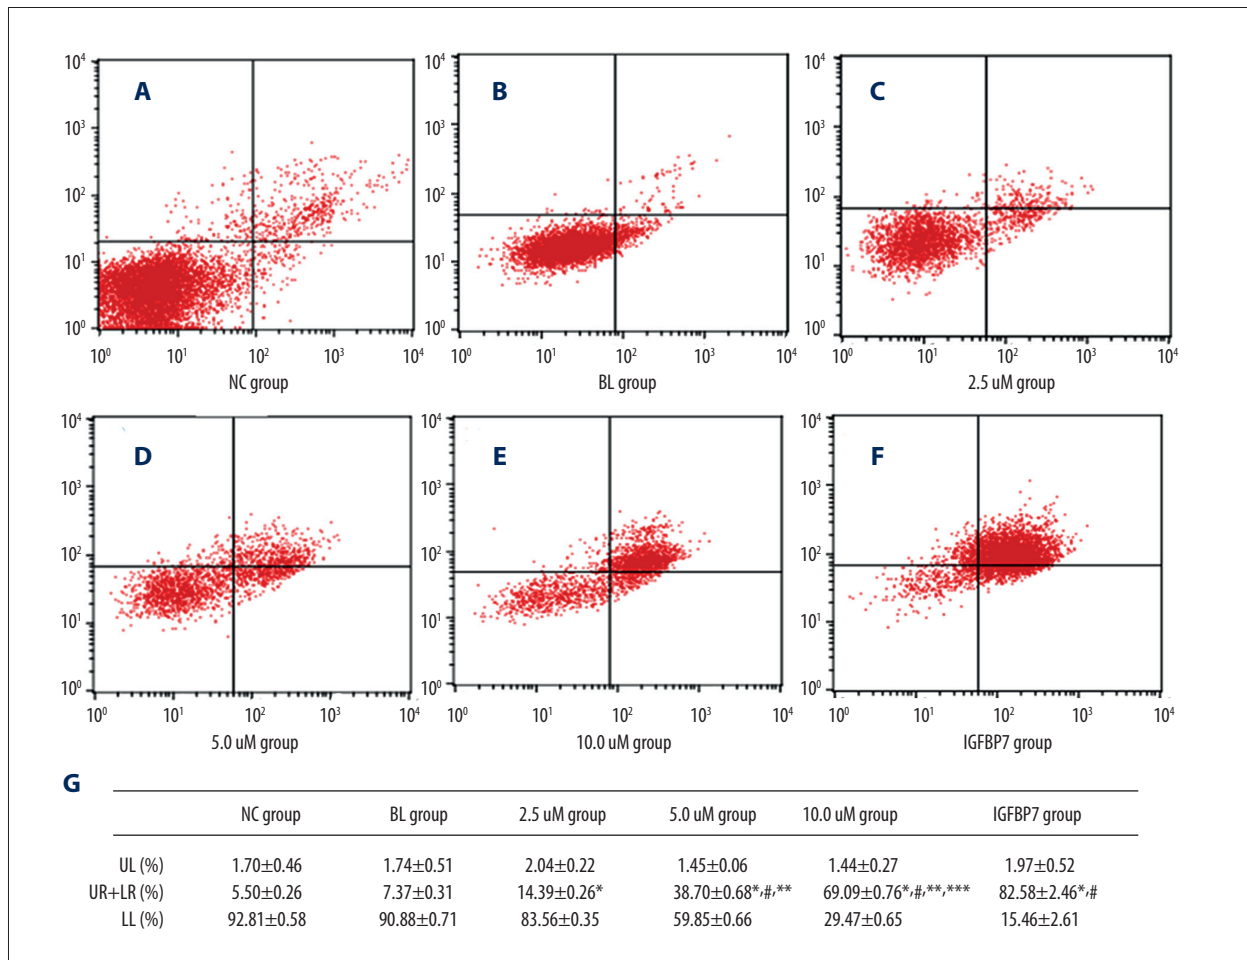 A
10⁴
10³
10²
10¹
10⁰
10⁰ 10¹ 10² 10³ 10⁴
NC group
B
10⁴
10³
10²
10¹
10⁰
10⁰ 10¹ 10² 10³ 10⁴
BL group
C
10⁴
10³
10²
10¹
10⁰
10⁰ 10¹ 10² 10³ 10⁴
2.5 uM group
D
10⁴
10³
10²
10¹
10⁰
10⁰ 10¹ 10² 10³ 10⁴
5.0 uM group
E
10⁴
10³
10²
10¹
10⁰
10⁰ 10¹ 10² 10³ 10⁴
10.0 uM group
F
10⁴
10³
10²
10¹
10⁰
10⁰ 10¹ 10² 10³ 10⁴
IGFBP7 group
G
NC group BL group 2.5 uM group 5.0 uM group 10.0 uM group IGFBP7 group
UL (%) 1.70±0.46 1.74±0.51 2.04±0.22 1.45±0.06 1.44±0.27 1.97±0.52
UR+LR (%) 5.50±0.26 7.37±0.31 14.39±0.26* 38.70±0.68*,#,** 69.09±0.76*,#,**,*** 82.58±2.46*,#
LL (%) 92.81±0.58 90.88±0.71 83.56±0.35 59.85±0.66 29.47±0.65 15.46±2.61